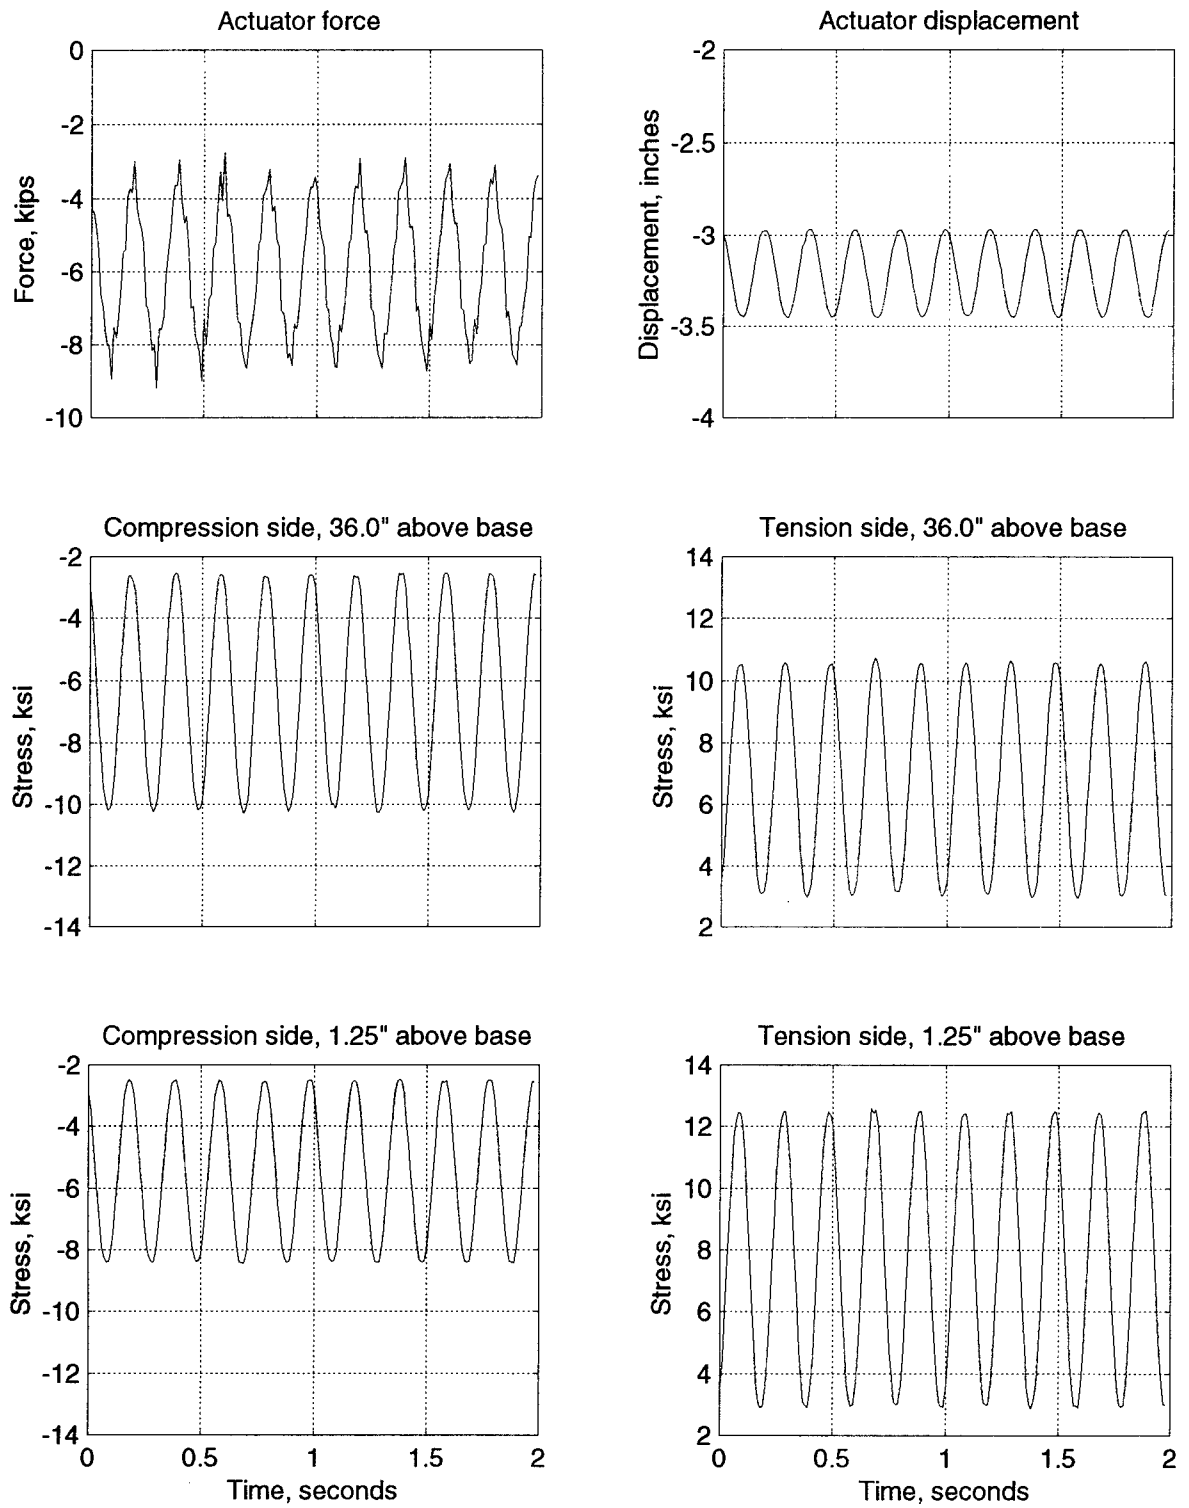 Actuator force
0
-2
-4
-6
-8
-10
Force, kips
Actuator displacement
-2
-2.5
-3
-3.5
-4
Displacement, inches
Compression side, 36.0" above base
-2
-4
-6
-8
-10
-12
-14
Stress, ksi
Tension side, 36.0" above base
14
12
10
8
6
4
2
Stress, ksi
Compression side, 1.25" above base
-2
-4
-6
-8
-10
-12
-14
Stress, ksi
0 0.5 1 1.5 2
Time, seconds
Tension side, 1.25" above base
14
12
10
8
6
4
2
Stress, ksi
0 0.5 1 1.5 2
Time, seconds